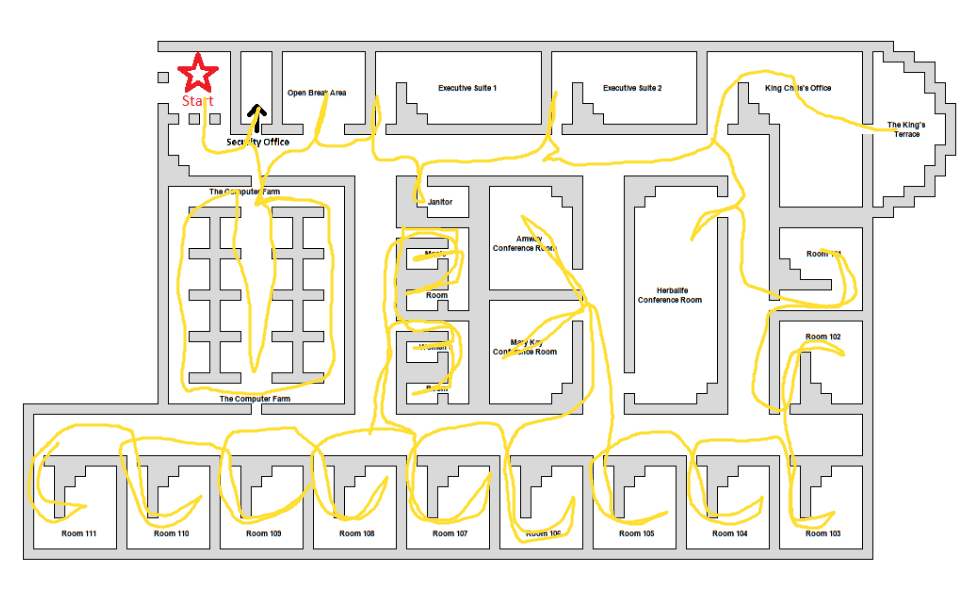 Start
Open Break Area
Executive Suite 1
Executive Suite 2
King Chris's Office
The King's
Terrace
Security Office
The Computer Farm
Janitor
Amway
Conference Room
Men's
Room
Herbalife
Conference Room
Room 101
Women's
Room
Mary Kay
Conference Room
Room 102
The Computer Farm
Room 111
Room 110
Room 109
Room 108
Room 107
Room 106
Room 105
Room 104
Room 103